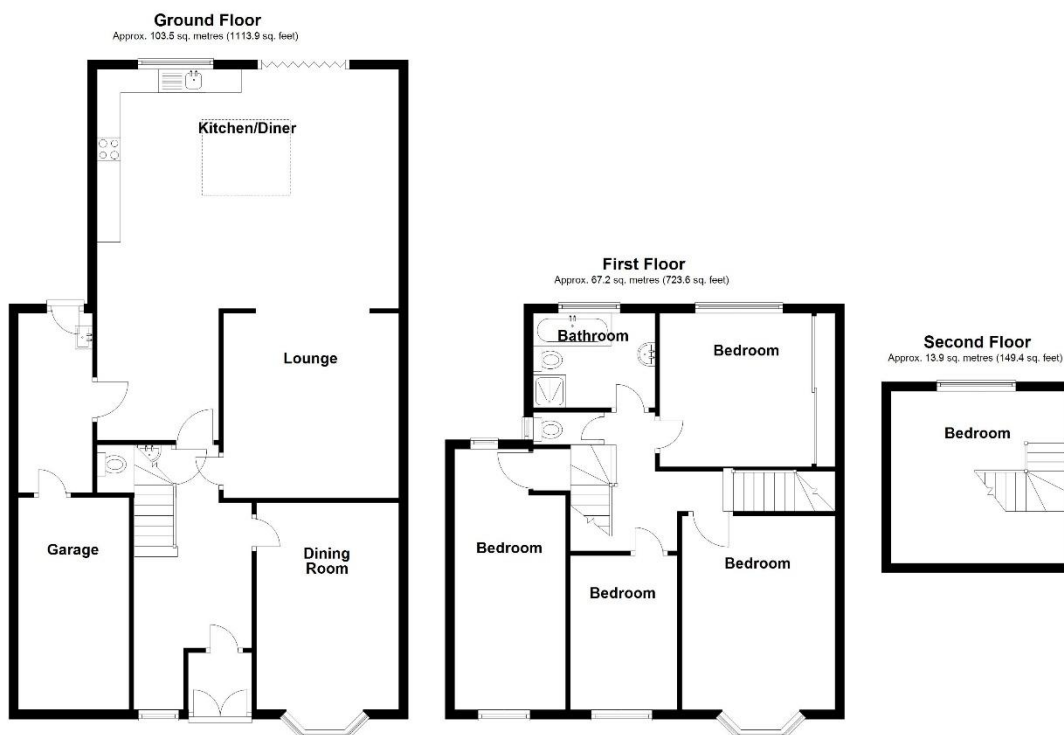 Ground Floor
Approx. 103.5 sq. metres (1113.9 sq. feet)
Kitchen/Diner
Lounge
Garage
Dining
Room
First Floor
Approx. 67.2 sq. metres (723.6 sq. feet)
Bathroom
Bedroom
Bedroom
Bedroom
Bedroom
Second Floor
Approx. 13.9 sq. metres (149.4 sq. feet)
Bedroom